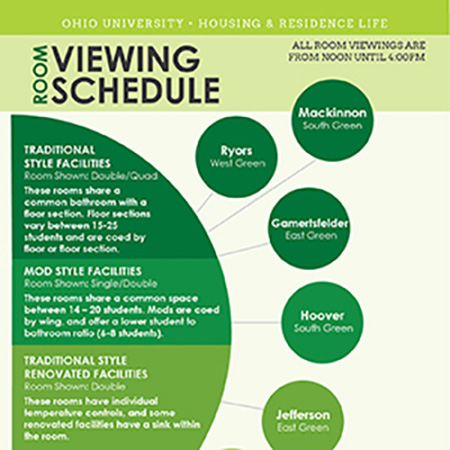 OHIO UNIVERSITY • HOUSING & RESIDENCE LIFE
ROOM
VIEWING
SCHEDULE
ALL ROOM VIEWINGS ARE
FROM NOON UNTIL 4:00PM
TRADITIONAL
STYLE FACILITIES
Room Shown: Double/Quad
These rooms share a
common bathroom with a
floor section. Floor sections
vary between 15-25
students and are coed by
floor or floor section.
MOD STYLE FACILITIES
Room Shown: Single/Double
These rooms share a common space
between 14 – 20 students. Mods are coed
by wing, and offer a lower student to
bathroom ratio (6-8 students).
TRADITIONAL STYLE
RENOVATED FACILITIES
Room Shown: Double
These rooms have individual
temperature controls, and some
renovated facilities have a sink within
the room.
Mackinnon
South Green
Ryors
West Green
Gamertsfelder
East Green
Hoover
South Green
Jefferson
East Green